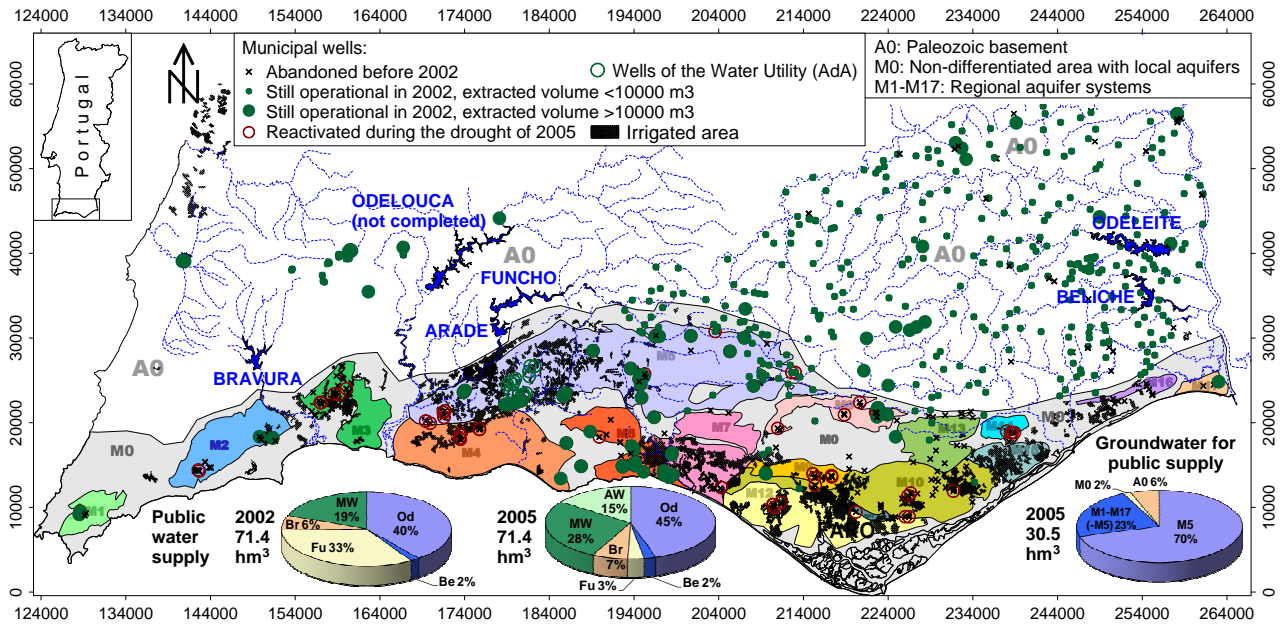 124000 134000 144000 154000 164000 174000 184000 194000 204000 214000 224000 234000 244000 254000 264000
Portugal
N
Municipal wells:
Abandoned before 2002
Wells of the Water Utility (AdA)
Still operational in 2002, extracted volume <10000 m3
Still operational in 2002, extracted volume >10000 m3
Reactivated during the drought of 2005
Irrigated area
A0: Paleozoic basement
M0: Non-differentiated area with local aquifers
M1-M17: Regional aquifer systems
60000
50000
40000
30000
20000
10000
0
60000
50000
40000
30000
20000
10000
0
A0
ODELOUCA
(not completed)
A0
ODELEITE
A0
FUNCHO
BELICHE
ARADE
A0
BRAVURA
M5
M0
M2
M3
M4
M6
M7
M0
M13
M0
M10
M12
M1
Public
water
supply
2002
71.4
hm3
MW
19%
Od
40%
Br 6%
Fu 33%
Be 2%
2005
71.4
hm3
AW
15%
Od
45%
MW
28%
Br
7%
Fu 3%
Be 2%
Groundwater for
public supply
2005
30.5
hm3
M0 2%
A0 6%
M1-M17
(-M5) 23%
M5
70%
124000 134000 144000 154000 164000 174000 184000 194000 204000 214000 224000 234000 244000 254000 264000